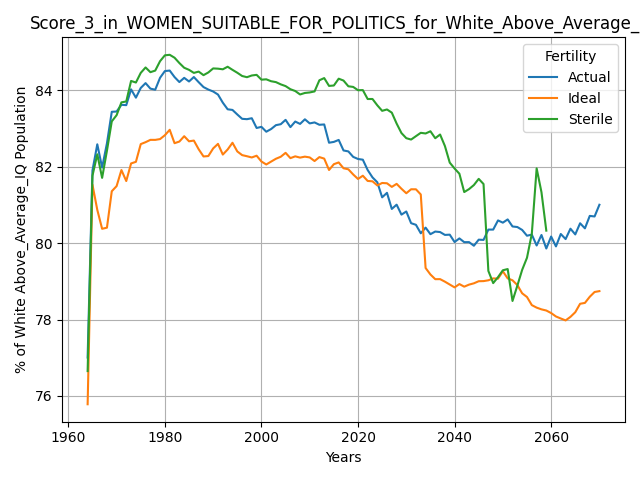 Score_3_in_WOMEN_SUITABLE_FOR_POLITICS_for_White_Above_Average_
Fertility
Actual
Ideal
Sterile
% of White Above_Average_IQ Population
84
82
80
78
76
1960
1980
2000
2020
2040
2060
Years